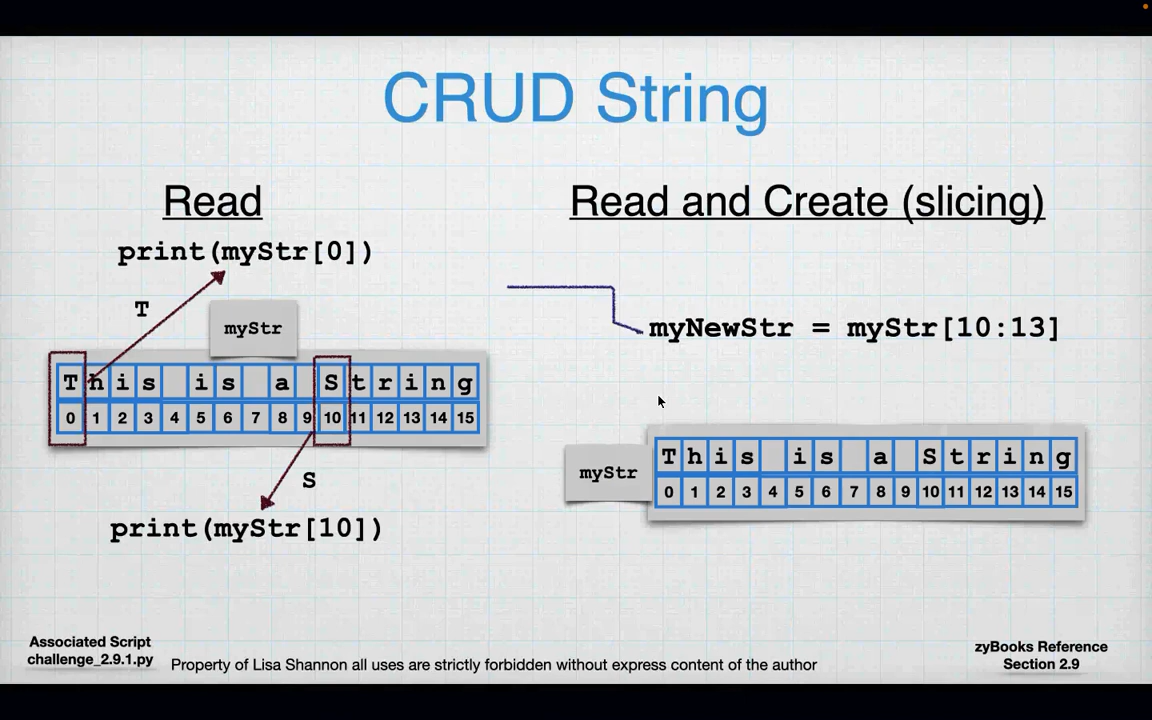 CRUD String
Read
print(myStr[0])
T
myStr
T h i s i s a S t r i n g
0 1 2 3 4 5 6 7 8 9 10 11 12 13 14 15
S
print(myStr[10])
Read and Create (slicing)
myNewStr = myStr[10:13]
myStr
T h i s i s a S t r i n g
0 1 2 3 4 5 6 7 8 9 10 11 12 13 14 15
Associated Script
challenge_2.9.1.py
Property of Lisa Shannon all uses are strictly forbidden without express content of the author
zyBooks Reference
Section 2.9